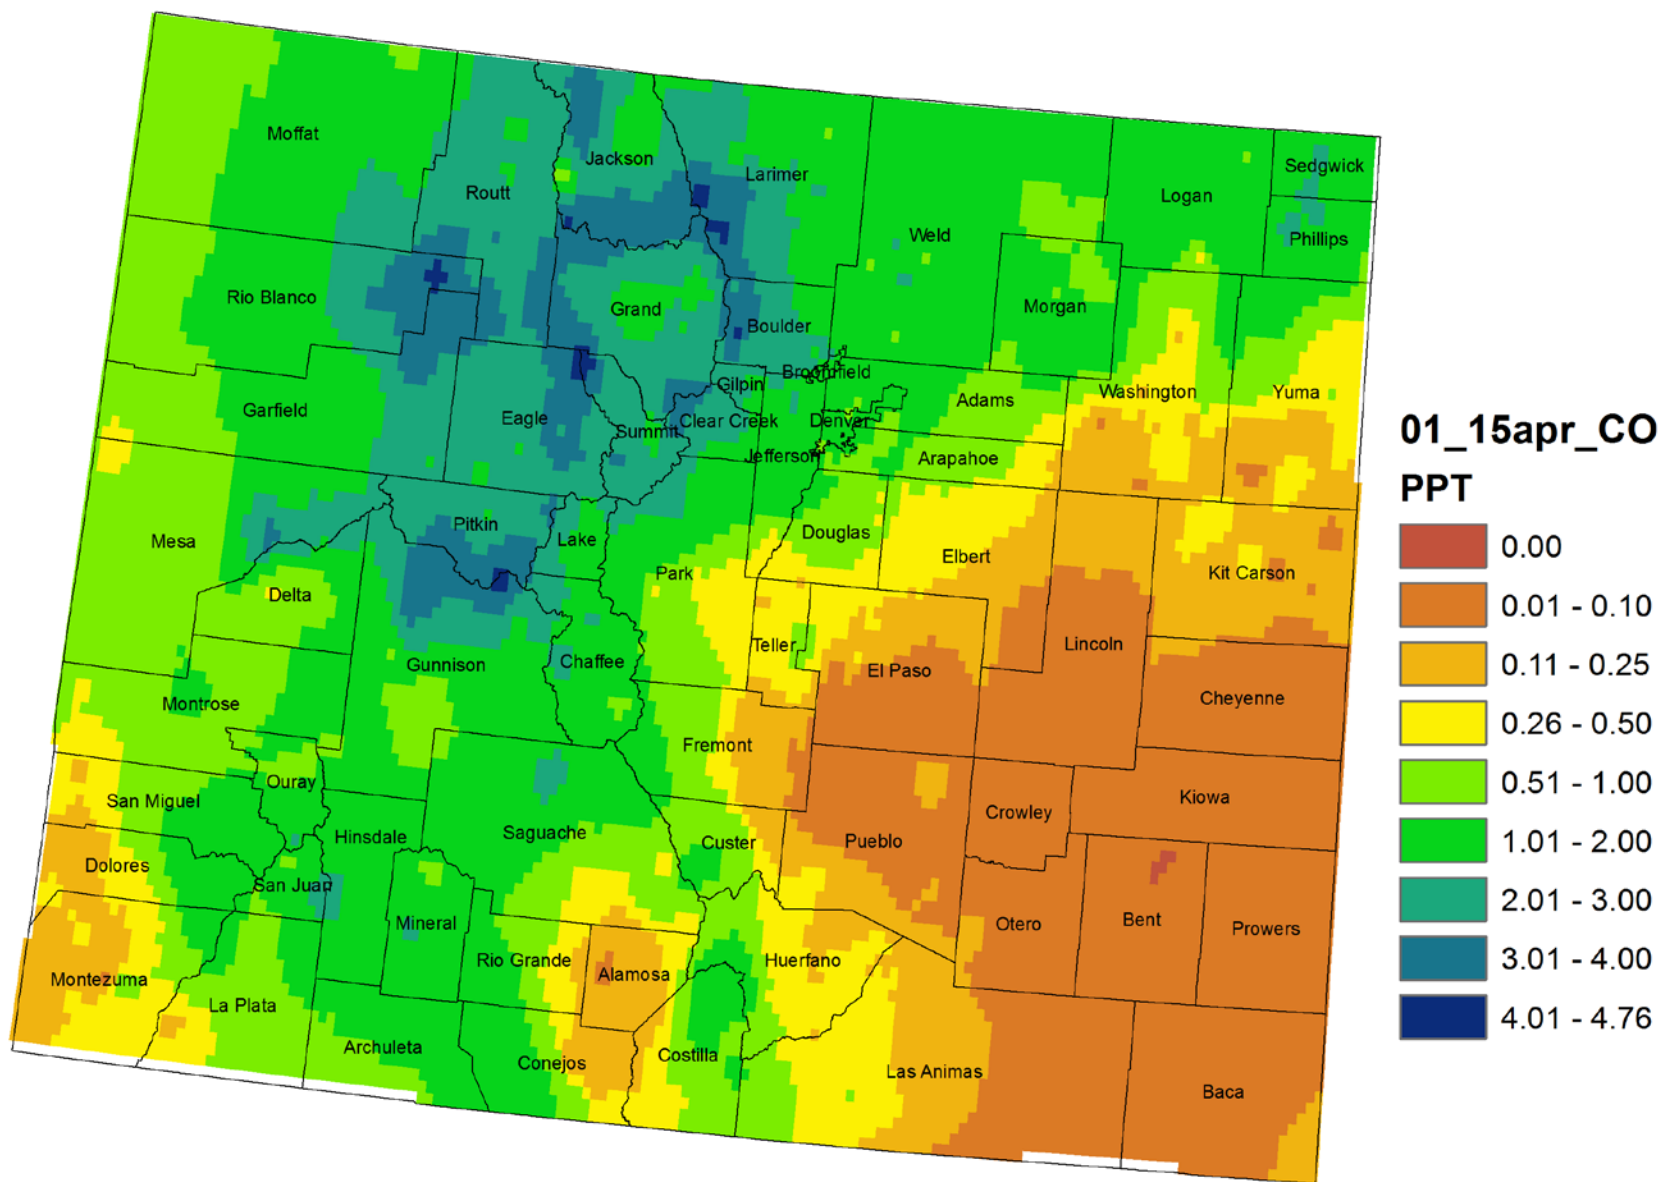 Moffat
Jackson
Routt
Larimer
Sedgwick
Logan
Phillips
Weld
Rio Blanco
Grand
Morgan
Boulder
Broomfield
Gilpin
Washington
Yuma
Adams
Garfield
Eagle
Clear Creek
Denver
Summit
Jefferson
Arapahoe
Pitkin
Lake
Douglas
Mesa
Elbert
Park
Kit Carson
Delta
Teller
Lincoln
Gunnison
Chaffee
El Paso
Cheyenne
Montrose
Fremont
Ouray
San Miguel
Kiowa
Crowley
Hinsdale
Saguache
Custer
Pueblo
Dolores
San Juan
Mineral
Otero
Bent
Prowers
Rio Grande
Alamosa
Huerfano
Montezuma
La Plata
Archuleta
Conejos
Costilla
Las Animas
Baca
01_15apr_CO
PPT
0.00
0.01 - 0.10
0.11 - 0.25
0.26 - 0.50
0.51 - 1.00
1.01 - 2.00
2.01 - 3.00
3.01 - 4.00
4.01 - 4.76